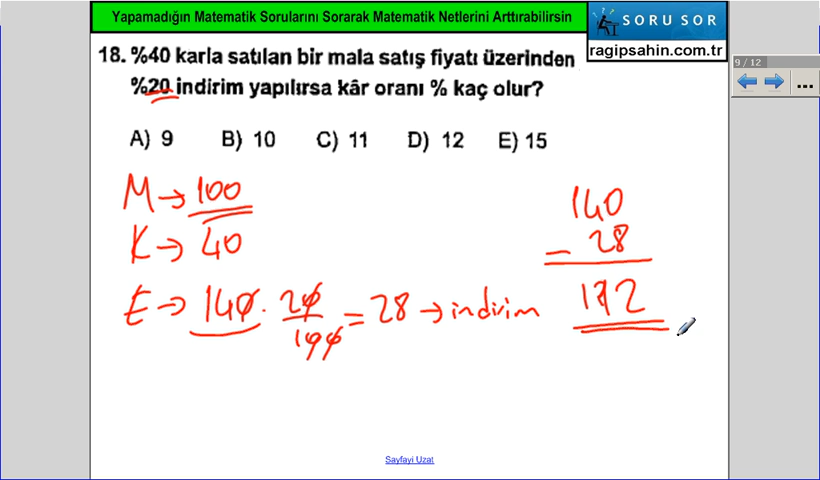 Yapamadığın Matematik Sorularını Sorarak Matematik Netlerini Arttırabilirsin
SORU SOR
ragipsahin.com.tr
9 / 12
...
18. %40 karla satılan bir mala satış fiyatı üzerinden
%20 indirim yapılırsa kâr oranı % kaç olur?
A) 9 B) 10 C) 11 D) 12 E) 15
M → 100
K → 40
E → 140 . 20/100 = 28 → indirim
140
- 28
112
Sayfayi Uzat